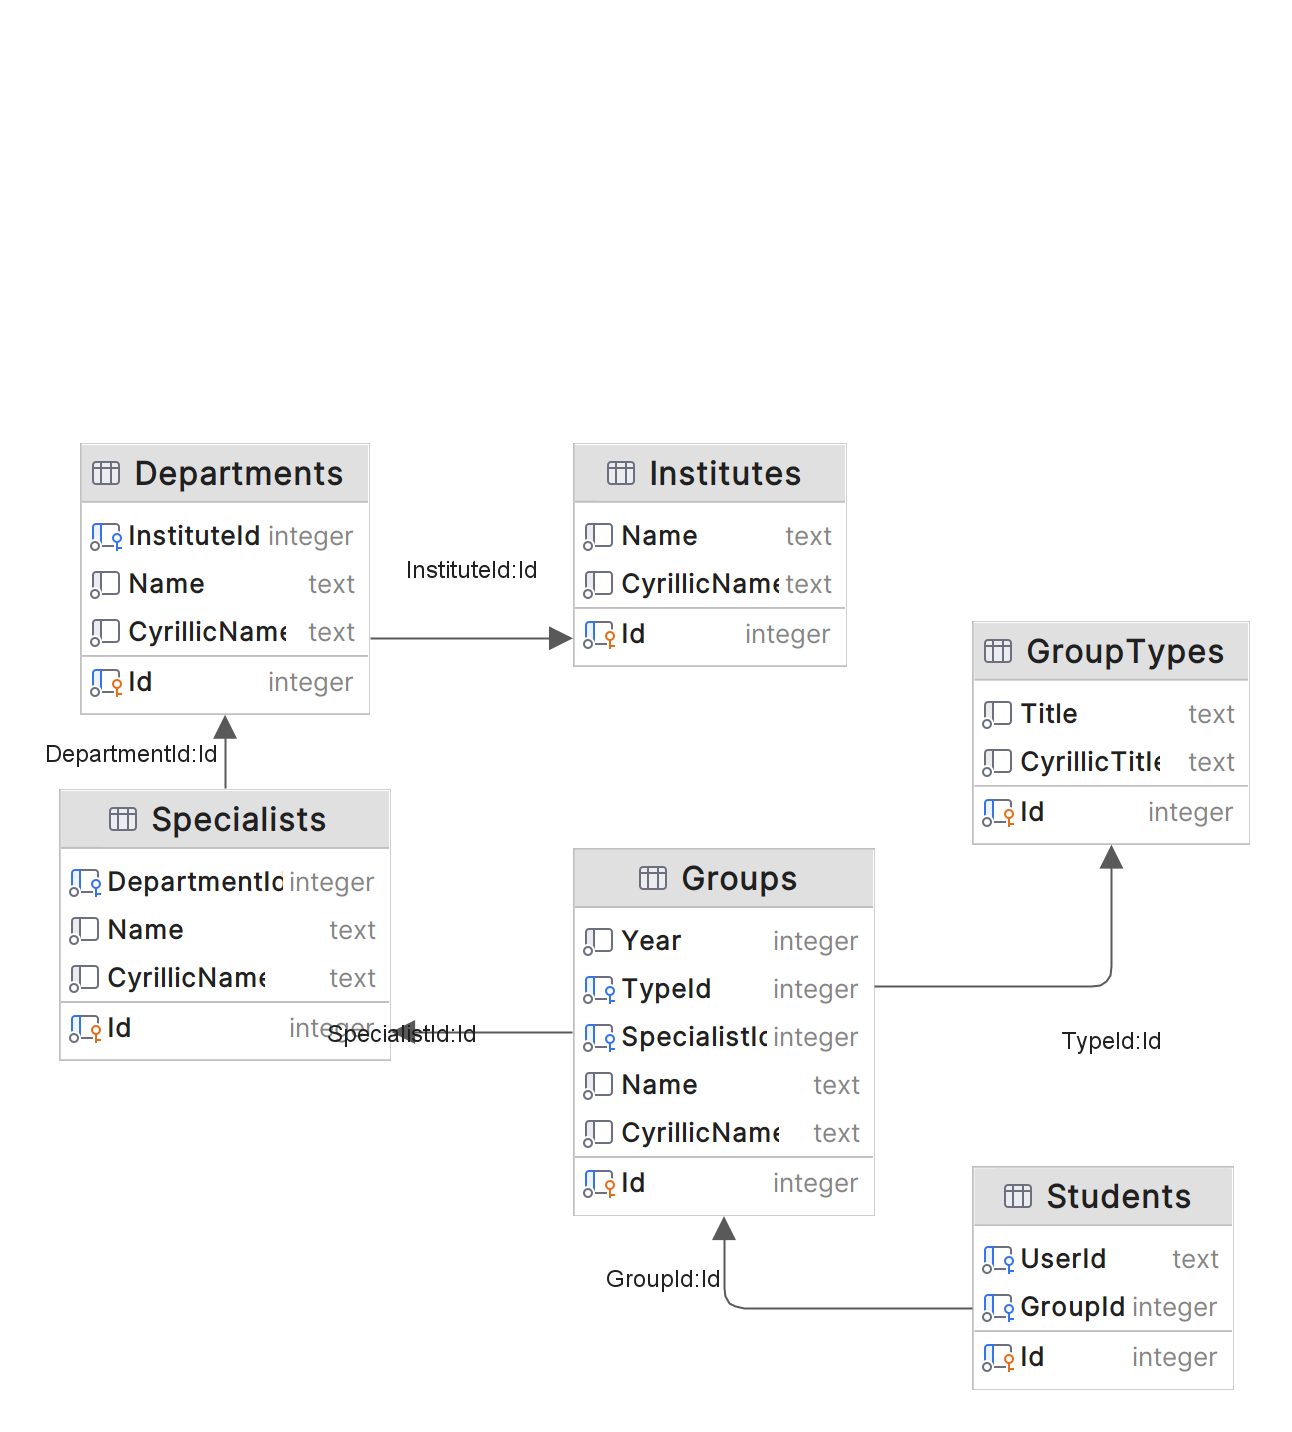 Departments
InstituteId integer
Name text
CyrillicName text
Id integer
InstituteId:Id
Institutes
Name text
CyrillicName text
Id integer
GroupTypes
Title text
CyrillicTitle text
Id integer
DepartmentId:Id
Specialists
DepartmentId integer
Name text
CyrillicName text
Id integer
SpecialistId:Id
Groups
Year integer
TypeId integer
SpecialistId integer
Name text
CyrillicName text
Id integer
TypeId:Id
GroupId:Id
Students
UserId text
GroupId integer
Id integer